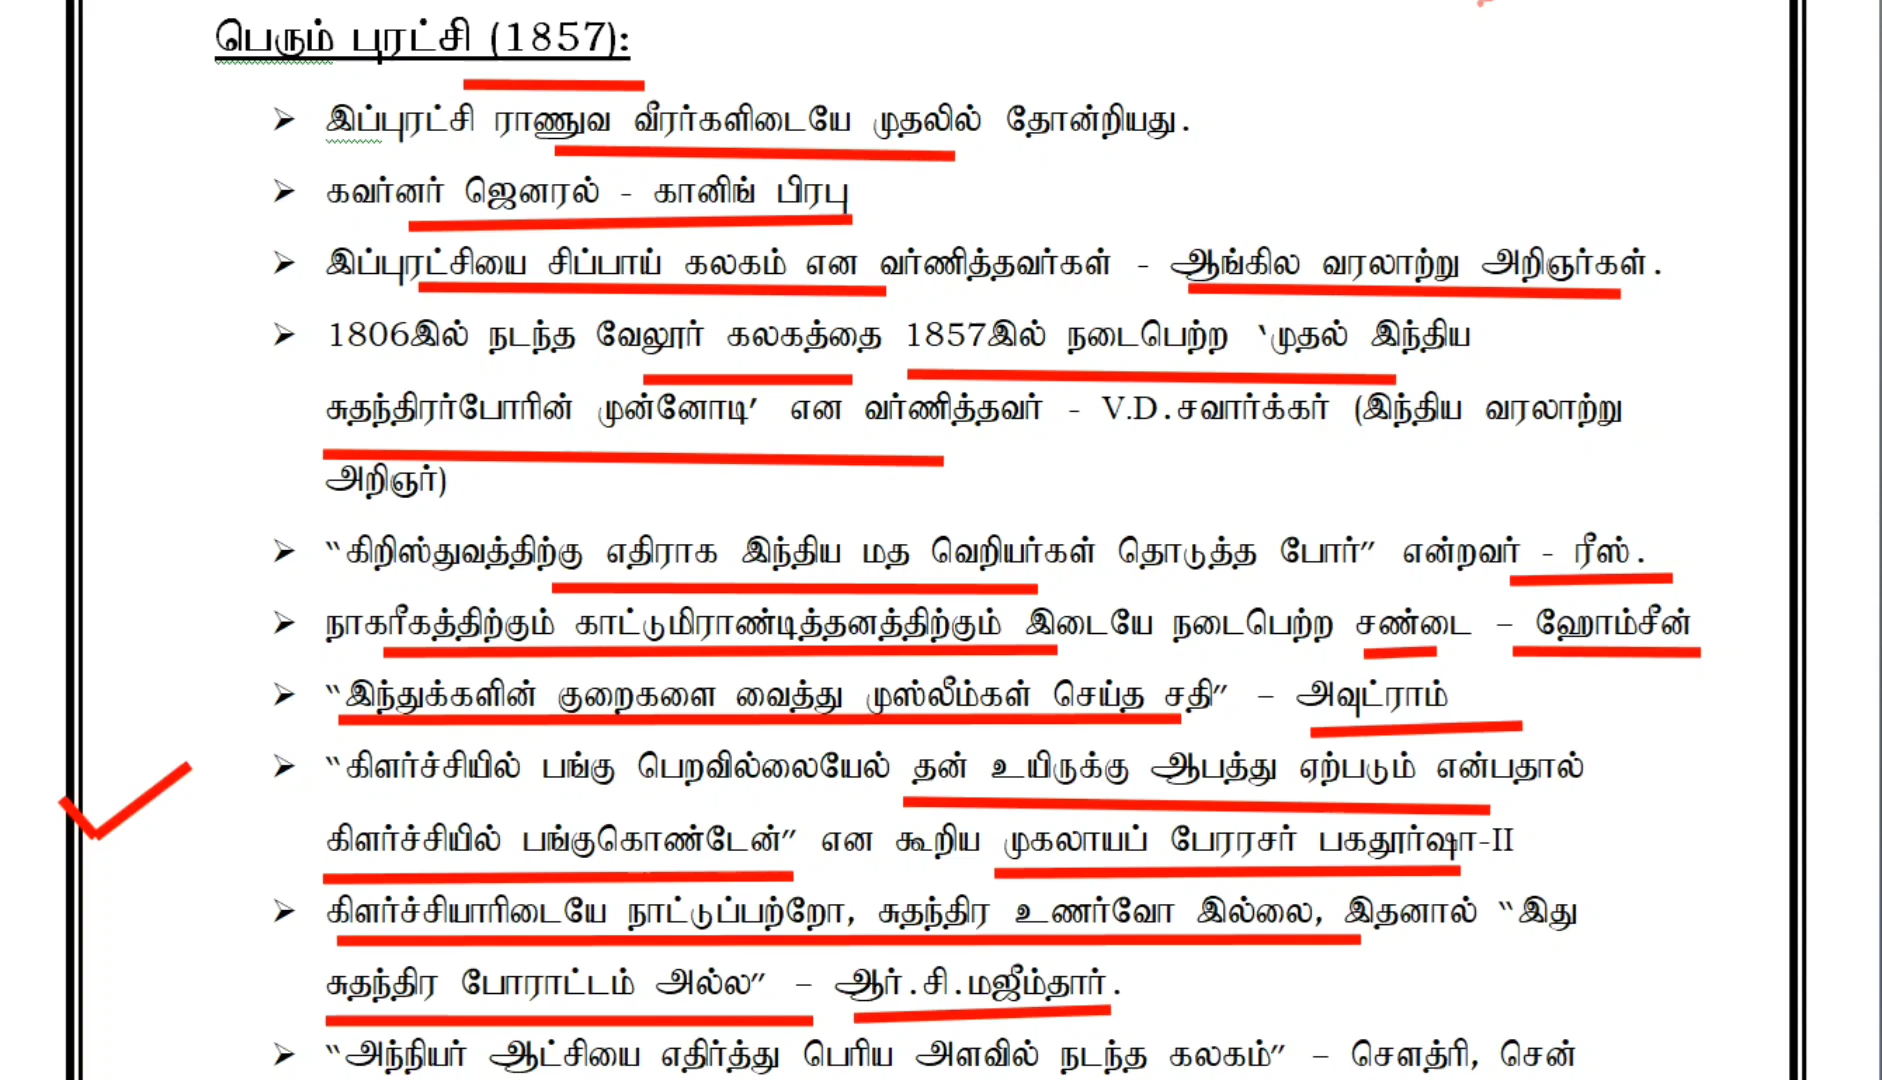 பெரும் புரட்சி (1857):
➢ இப்புரட்சி ராணுவ வீரர்களிடையே முதலில் தோன்றியது.
➢ கவர்னர் ஜெனரல் - கானிங் பிரபு
➢ இப்புரட்சியை சிப்பாய் கலகம் என வர்ணித்தவர்கள் - ஆங்கில வரலாற்று அறிஞர்கள்.
➢ 1806இல் நடந்த வேலூர் கலகத்தை 1857இல் நடைபெற்ற ‘முதல் இந்திய
சுதந்திரர்போரின் முன்னோடி’ என வர்ணித்தவர் - V.D.சவார்க்கர் (இந்திய வரலாற்று
அறிஞர்)
➢ “கிறிஸ்துவத்திற்கு எதிராக இந்திய மத வெறியர்கள் தொடுத்த போர்” என்றவர் - ரீஸ்.
➢ நாகரீகத்திற்கும் காட்டுமிராண்டித்தனத்திற்கும் இடையே நடைபெற்ற சண்டை – ஹோம்சீன்
➢ “இந்துக்களின் குறைகளை வைத்து முஸ்லீம்கள் செய்த சதி” – அவுட்ராம்
➢ “கிளர்ச்சியில் பங்கு பெறவில்லையேல் தன் உயிருக்கு ஆபத்து ஏற்படும் என்பதால்
கிளர்ச்சியில் பங்குகொண்டேன்” என கூறிய முகலாயப் பேரரசர் பகதூர்ஷா-II
➢ கிளர்ச்சியாரிடையே நாட்டுப்பற்றோ, சுதந்திர உணர்வோ இல்லை, இதனால் “இது
சுதந்திர போராட்டம் அல்ல” – ஆர்.சி.மஜீம்தார்.
➢ “அந்நியர் ஆட்சியை எதிர்த்து பெரிய அளவில் நடந்த கலகம்” – சௌத்ரி, சென்